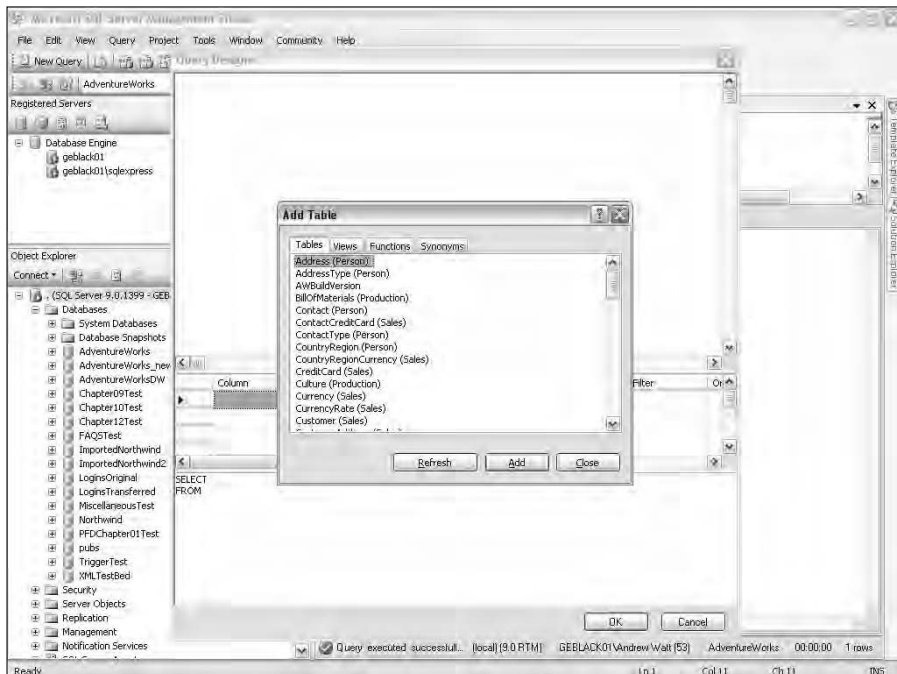 Microsoft SQL Server Management Studio
File Edit View Query Project Tools Window Community Help
New Query
Query Designer
AdventureWorks
Registered Servers
Database Engine
geblack01
geblack01\sqlexpress
Template Explorer
Solution Explorer
Add Table
Tables Views Functions Synonyms
Address (Person)
AddressType (Person)
AWBuildVersion
BillOfMaterials (Production)
Contact (Person)
ContactCreditCard (Sales)
ContactType (Person)
CountryRegion (Person)
CountryRegionCurrency (Sales)
CreditCard (Sales)
Culture (Production)
Currency (Sales)
CurrencyRate (Sales)
Customer (Sales)
Refresh Add Close
Object Explorer
Connect
. (SQL Server 9.0.1399 - GEB
Databases
System Databases
Database Snapshots
AdventureWorks
AdventureWorks_new
AdventureWorksDW
Chapter09Test
Chapter10Test
Chapter12Test
FAQSTest
ImportedNorthwind
ImportedNorthwind2
LoginsOriginal
LoginsTransferred
MiscellaneousTest
Northwind
PFDChapter01Test
pubs
TriggerTest
XMLTestBed
Security
Server Objects
Replication
Management
Notification Services
Column Filter Or
SELECT
FROM
OK Cancel
Query executed successful... (local) (9.0 RTM) GEBLACK01\Andrew Watt (53) AdventureWorks 00:00:00 1 rows
Ready Ln 1 Col 11 Ch 11 INS